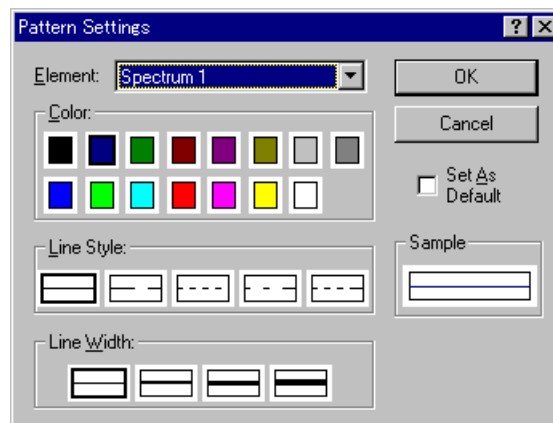 Pattern Settings
Element: Spectrum 1
OK
Cancel
Set As
Default
Color:
Line Style:
Sample
Line Width: